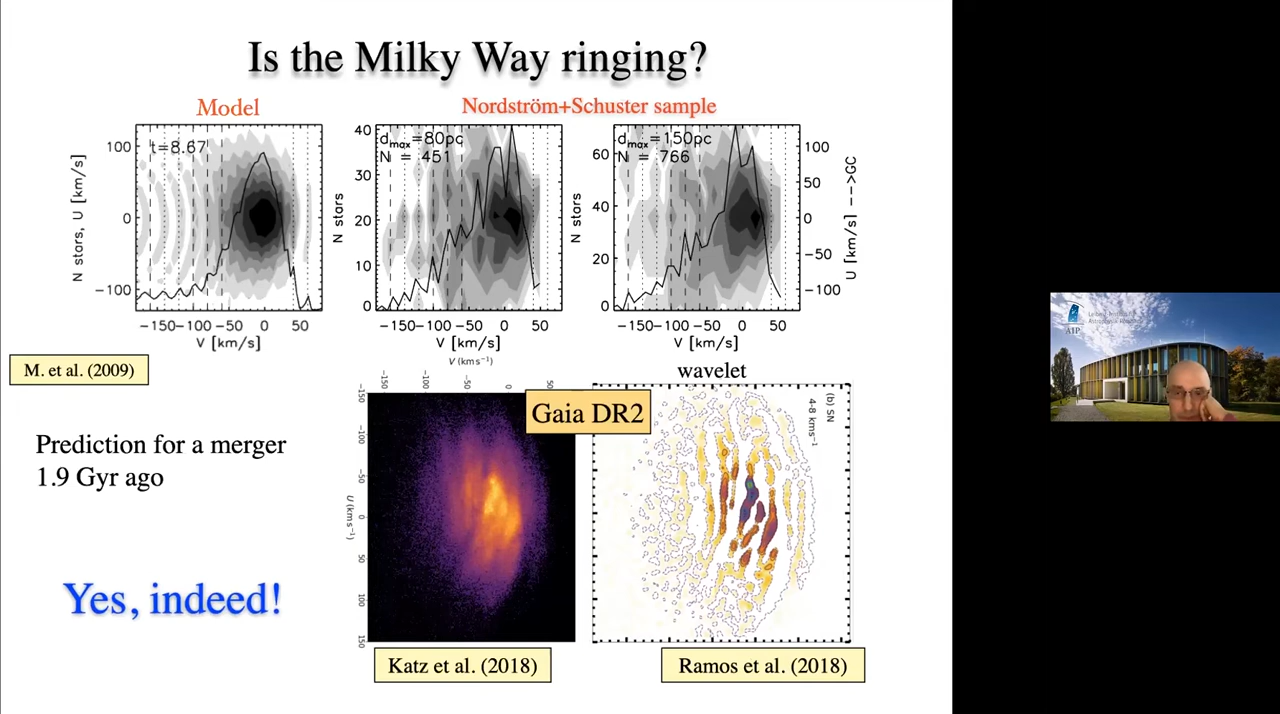 Is the Milky Way ringing?
Model
Nordström+Schuster sample
N stars, U [km/s]
100
0
−100
t=8.67
−150−100 −50 0 50
V [km/s]
N stars
40
30
20
10
0
dmax=80pc
N = 451
−150−100 −50 0 50
V [km/s]
N stars
60
40
20
0
dmax=150pc
N = 766
−150−100 −50 0 50
V [km/s]
100
50
0
−50
−100
U [km/s] −−>GC
M. et al. (2009)
Prediction for a merger
1.9 Gyr ago
Yes, indeed!
V (km s−1)
−150 −100 −50 0 50
−150
−100
−50
0
50
100
150
U (km s−1)
Gaia DR2
wavelet
(b) SN
4-8 kms−1
Katz et al. (2018)
Ramos et al. (2018)
AIP